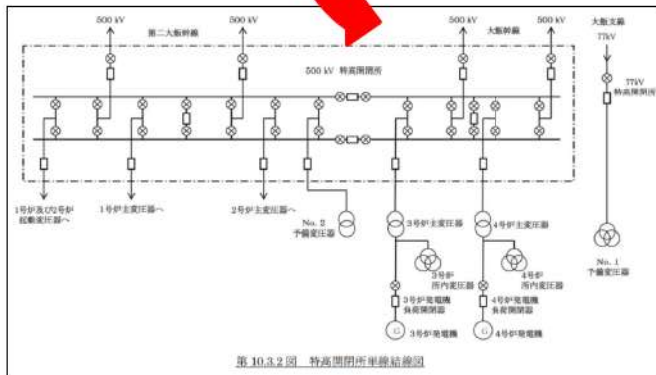 500 kV
500 kV
500 kV
500 kV
大飯支線
77kV
第二大飯幹線
大飯幹線
500 kV 特高開閉所
77kV
特高開閉所
1号炉及び2号炉
起動変圧器へ
1号炉主変圧器へ
2号炉主変圧器へ
No. 2
予備変圧器
3号炉主変圧器
4号炉主変圧器
3号炉
所内変圧器
4号炉
所内変圧器
No. 1
予備変圧器
3号炉発電機
負荷開閉器
4号炉発電機
負荷開閉器
G
3号炉発電機
G
4号炉発電機
第 10.3.2 図 特高開閉所単線結線図